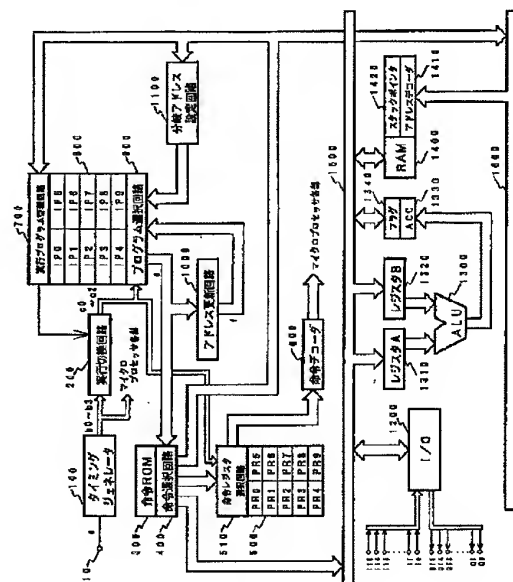 10
a
100
タイミング
ジェネレータ
b0~b3
マイクロ
プロセッサ各部
200
実行切換回路
c0
~c2
700
実行プログラム管理回路
IP0 IP5
IP1 IP6
IP2 IP7
IP3 IP8
IP4 IP9
800
900
プログラム選択回路
1100
分岐アドレス
設定回路
1000
アドレス更新回路
300
命令ROM
400
命令選択回路
510
命令レジスタ
選択回路
500
PR0 PR5
PR1 PR6
PR2 PR7
PR3 PR8
PR4 PR9
600
命令デコーダ
マイクロプロセッサ各部
1500
1200
I/O
1310
レジスタA
1320
レジスタB
1300
ALU
1340
フラグ
ACC
1330
RAM
1400
1420
スタックポインタ
アドレスデコーダ
1410